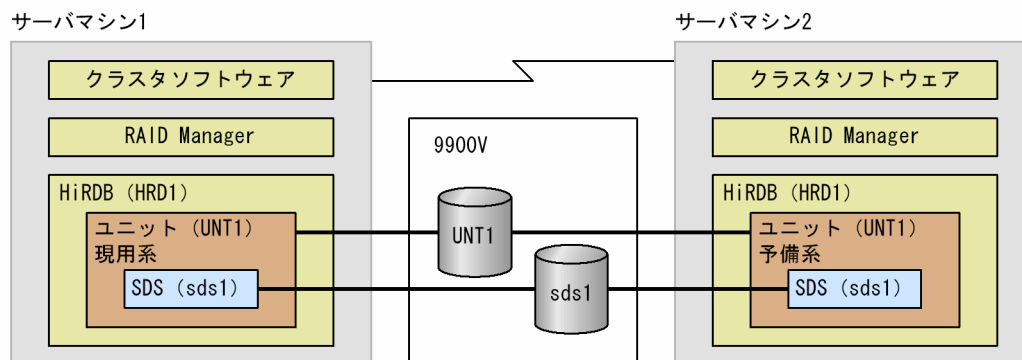 サーバマシン1
クラスタソフトウェア
RAID Manager
HiRDB (HRD1)
ユニット (UNT1)
現用系
SDS (sds1)
9900V
UNT1
sds1
サーバマシン2
クラスタソフトウェア
RAID Manager
HiRDB (HRD1)
ユニット (UNT1)
予備系
SDS (sds1)